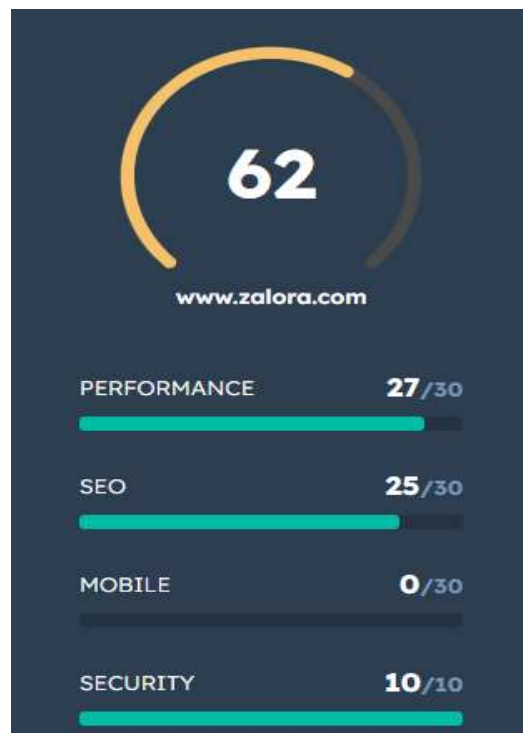 62
www.zalora.com
PERFORMANCE 27/30
SEO 25/30
MOBILE 0/30
SECURITY 10/10